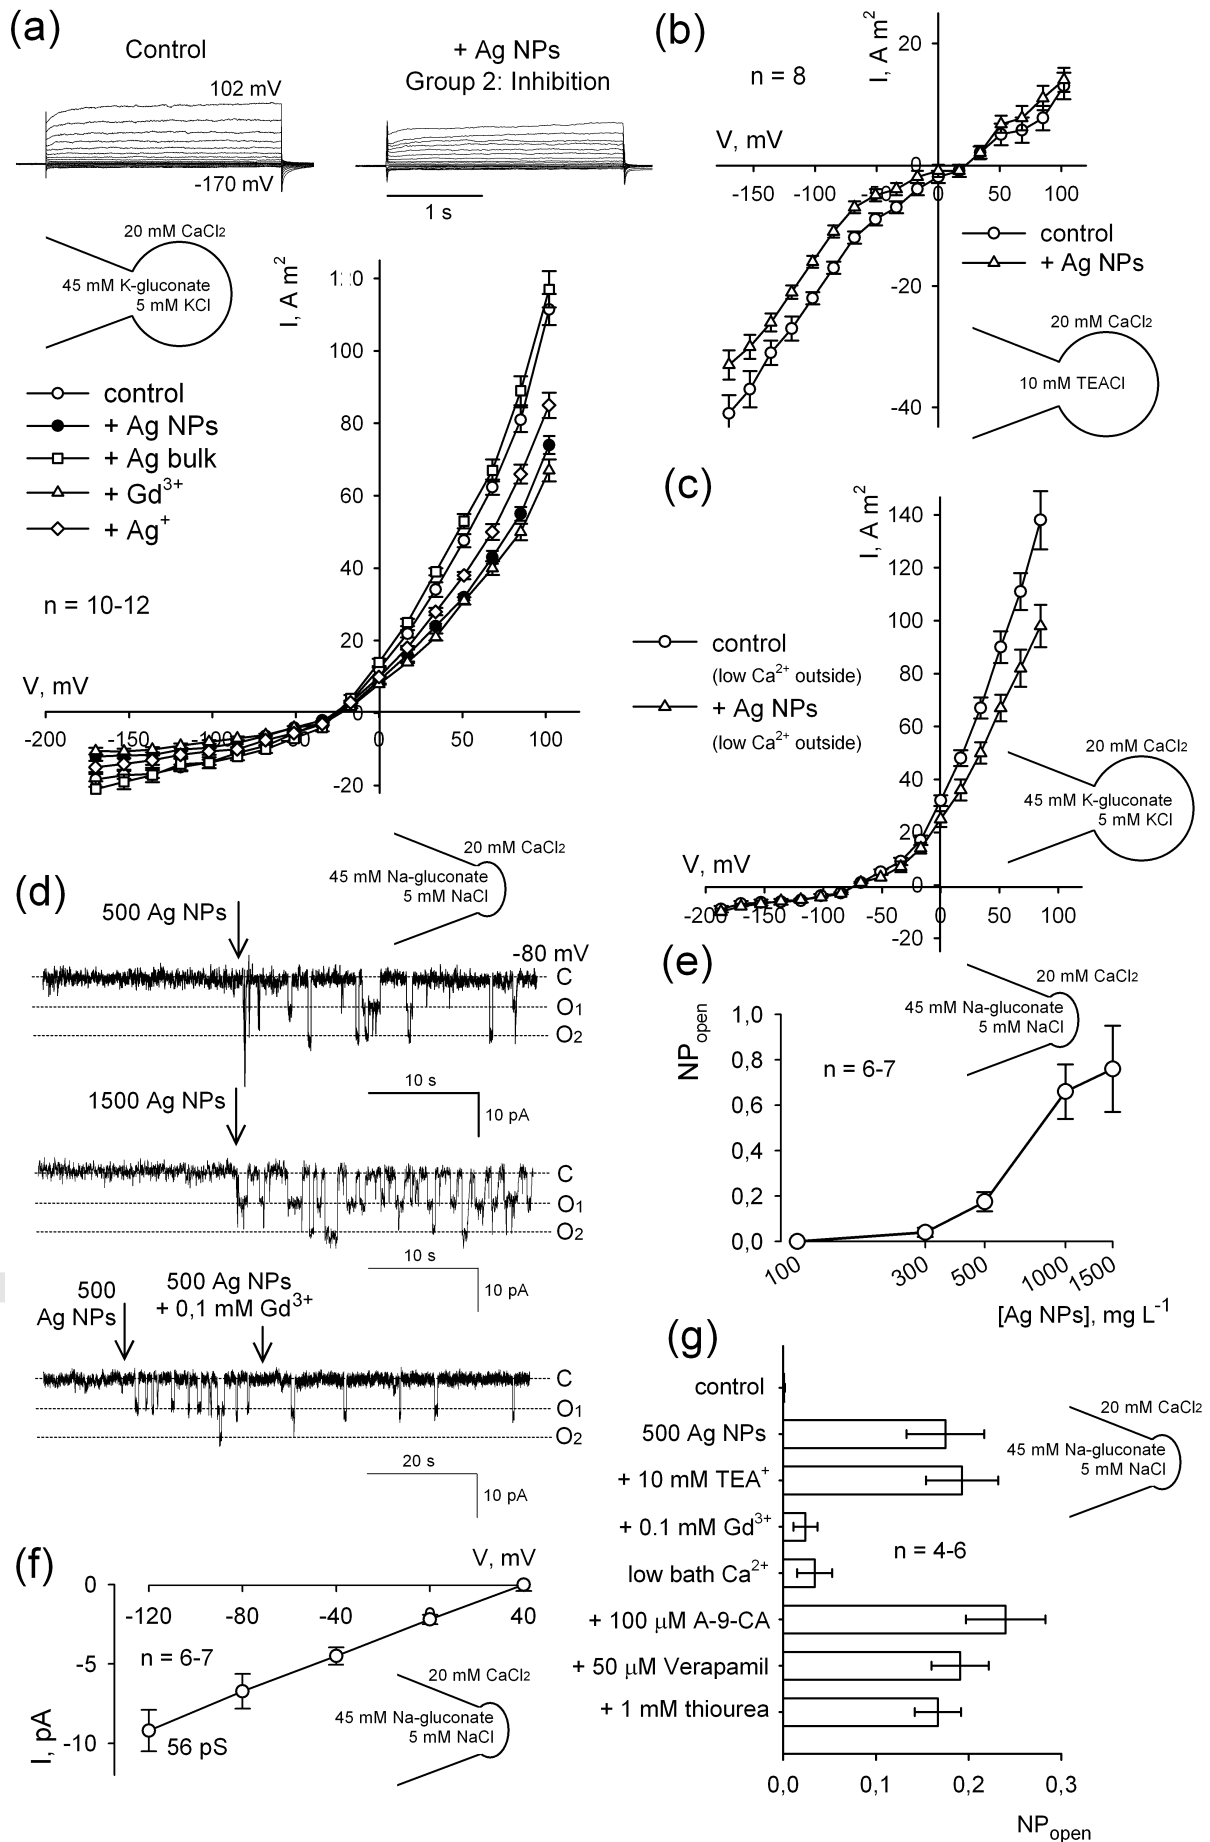 (a)
Control
+ Ag NPs
Group 2: Inhibition
102 mV
-170 mV
1 s
20 mM CaCl2
45 mM K-gluconate
5 mM KCl
I, A m2
control
+ Ag NPs
+ Ag bulk
+ Gd3+
+ Ag+
n = 10-12
V, mV
120
100
80
60
40
20
0
-20
-200 -150 -100 -50 0 50 100
(b)
n = 8
I, A m2
V, mV
20
0
-20
-40
-150 -100 -50 0 50 100
control
+ Ag NPs
20 mM CaCl2
10 mM TEACl
(c)
I, A m2
140
120
100
80
60
40
20
0
-20
control
(low Ca2+ outside)
+ Ag NPs
(low Ca2+ outside)
V, mV
-200 -150 -100 -50 0 50 100
20 mM CaCl2
45 mM K-gluconate
5 mM KCl
(d)
20 mM CaCl2
45 mM Na-gluconate
5 mM NaCl
500 Ag NPs
-80 mV
C
O1
O2
10 s
10 pA
1500 Ag NPs
C
O1
O2
10 s
10 pA
500
Ag NPs
500 Ag NPs
+ 0,1 mM Gd3+
C
O1
O2
20 s
10 pA
(e)
20 mM CaCl2
45 mM Na-gluconate
5 mM NaCl
NPopen
n = 6-7
1,0
0,8
0,6
0,4
0,2
0,0
100 300 500 1000 1500
[Ag NPs], mg L-1
(f)
V, mV
0
-5
-10
-120 -80 -40 0 40
n = 6-7
I, pA
56 pS
20 mM CaCl2
45 mM Na-gluconate
5 mM NaCl
(g)
control
500 Ag NPs
+ 10 mM TEA+
+ 0.1 mM Gd3+
low bath Ca2+
+ 100 µM A-9-CA
+ 50 µM Verapamil
+ 1 mM thiourea
n = 4-6
20 mM CaCl2
45 mM Na-gluconate
5 mM NaCl
0,0 0,1 0,2 0,3
NPopen